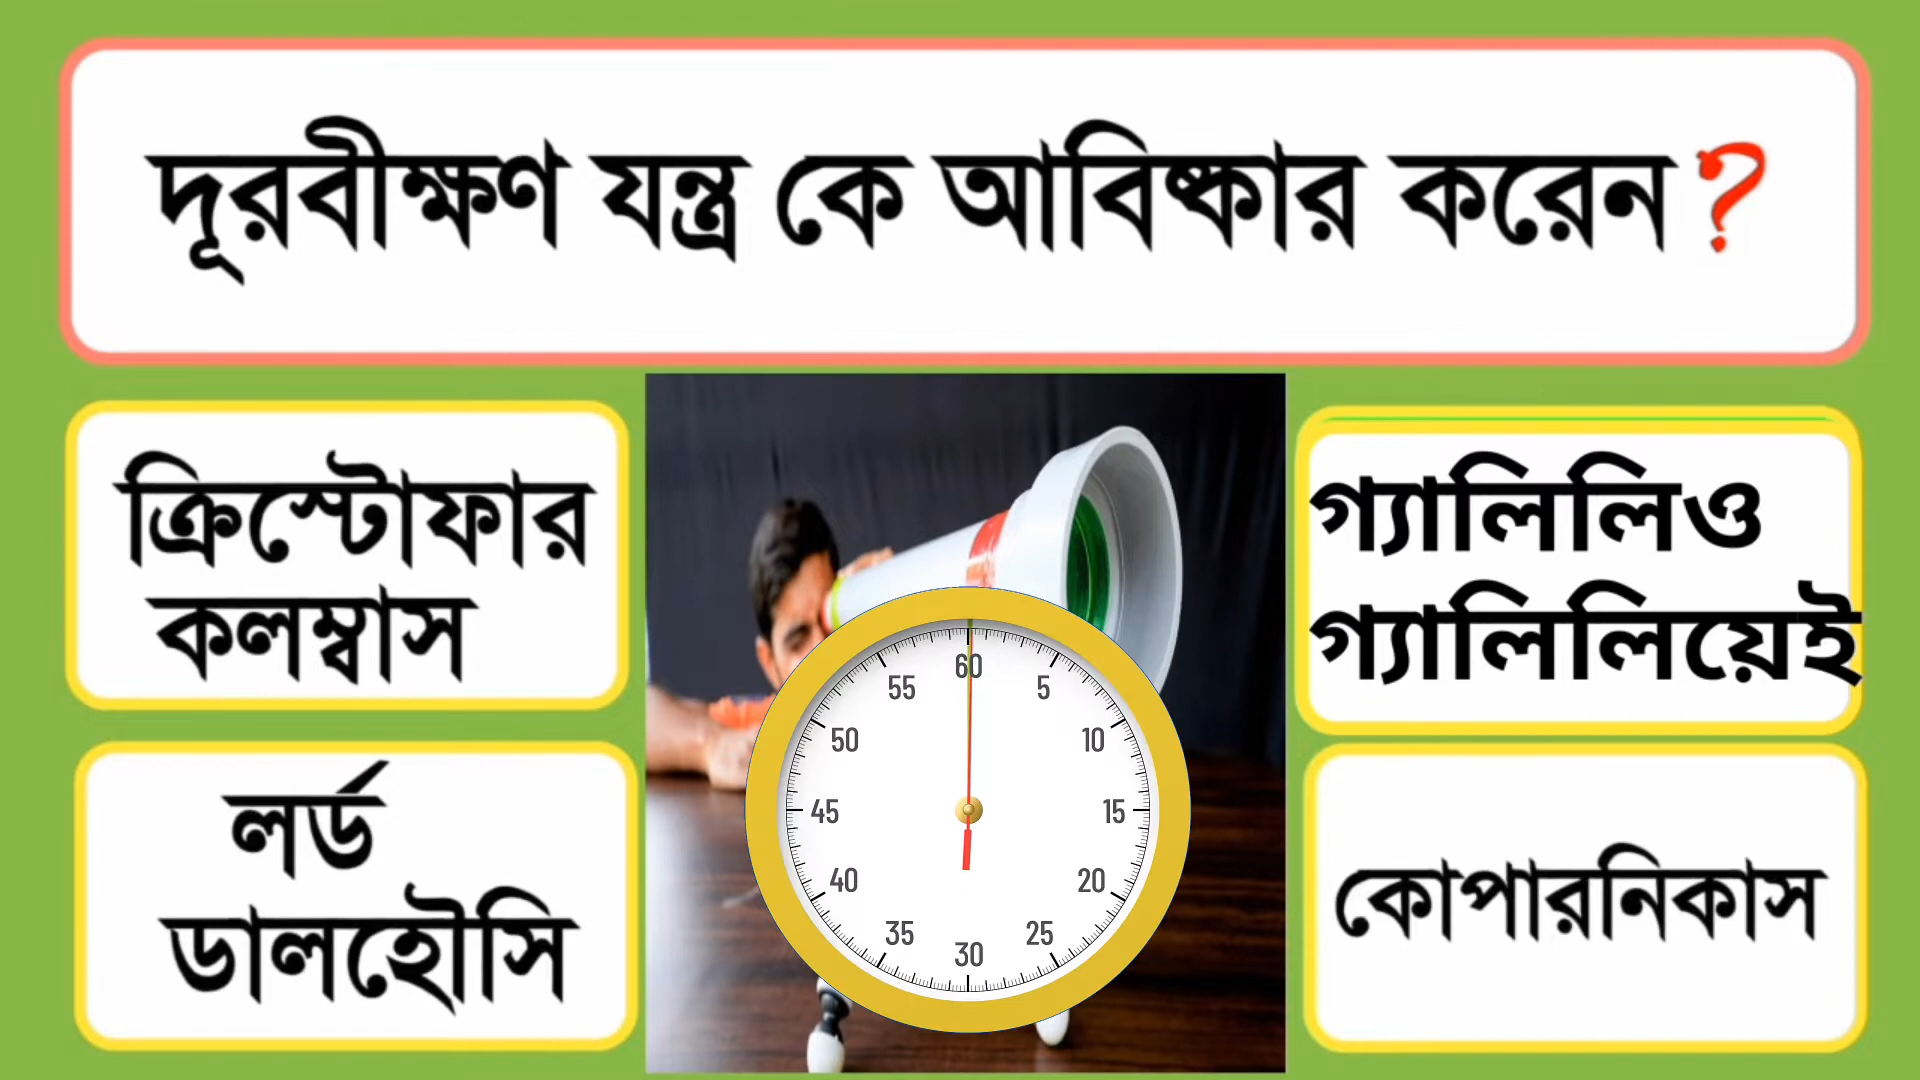 দূরবীক্ষণ যন্ত্র কে আবিষ্কার করেন ?
ক্রিস্টোফার
কলম্বাস
গ্যালিলিও
গ্যালিলিয়েই
লর্ড
ডালহৌসি
কোপারনিকাস
60
5
10
15
20
25
30
35
40
45
50
55